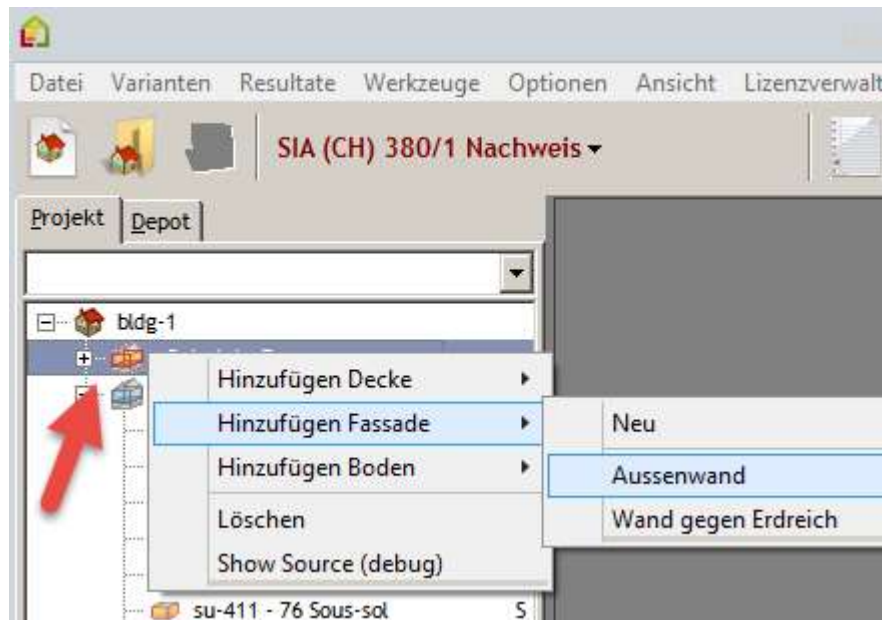 Datei Varianten Resultate Werkzeuge Optionen Ansicht Lizenzverwalt
SIA (CH) 380/1 Nachweis
Projekt Depot
bldg-1
Hinzufügen Decke
Hinzufügen Fassade
Neu
Hinzufügen Boden
Aussenwand
Löschen
Wand gegen Erdreich
Show Source (debug)
su-411 - 76 Sous-sol S